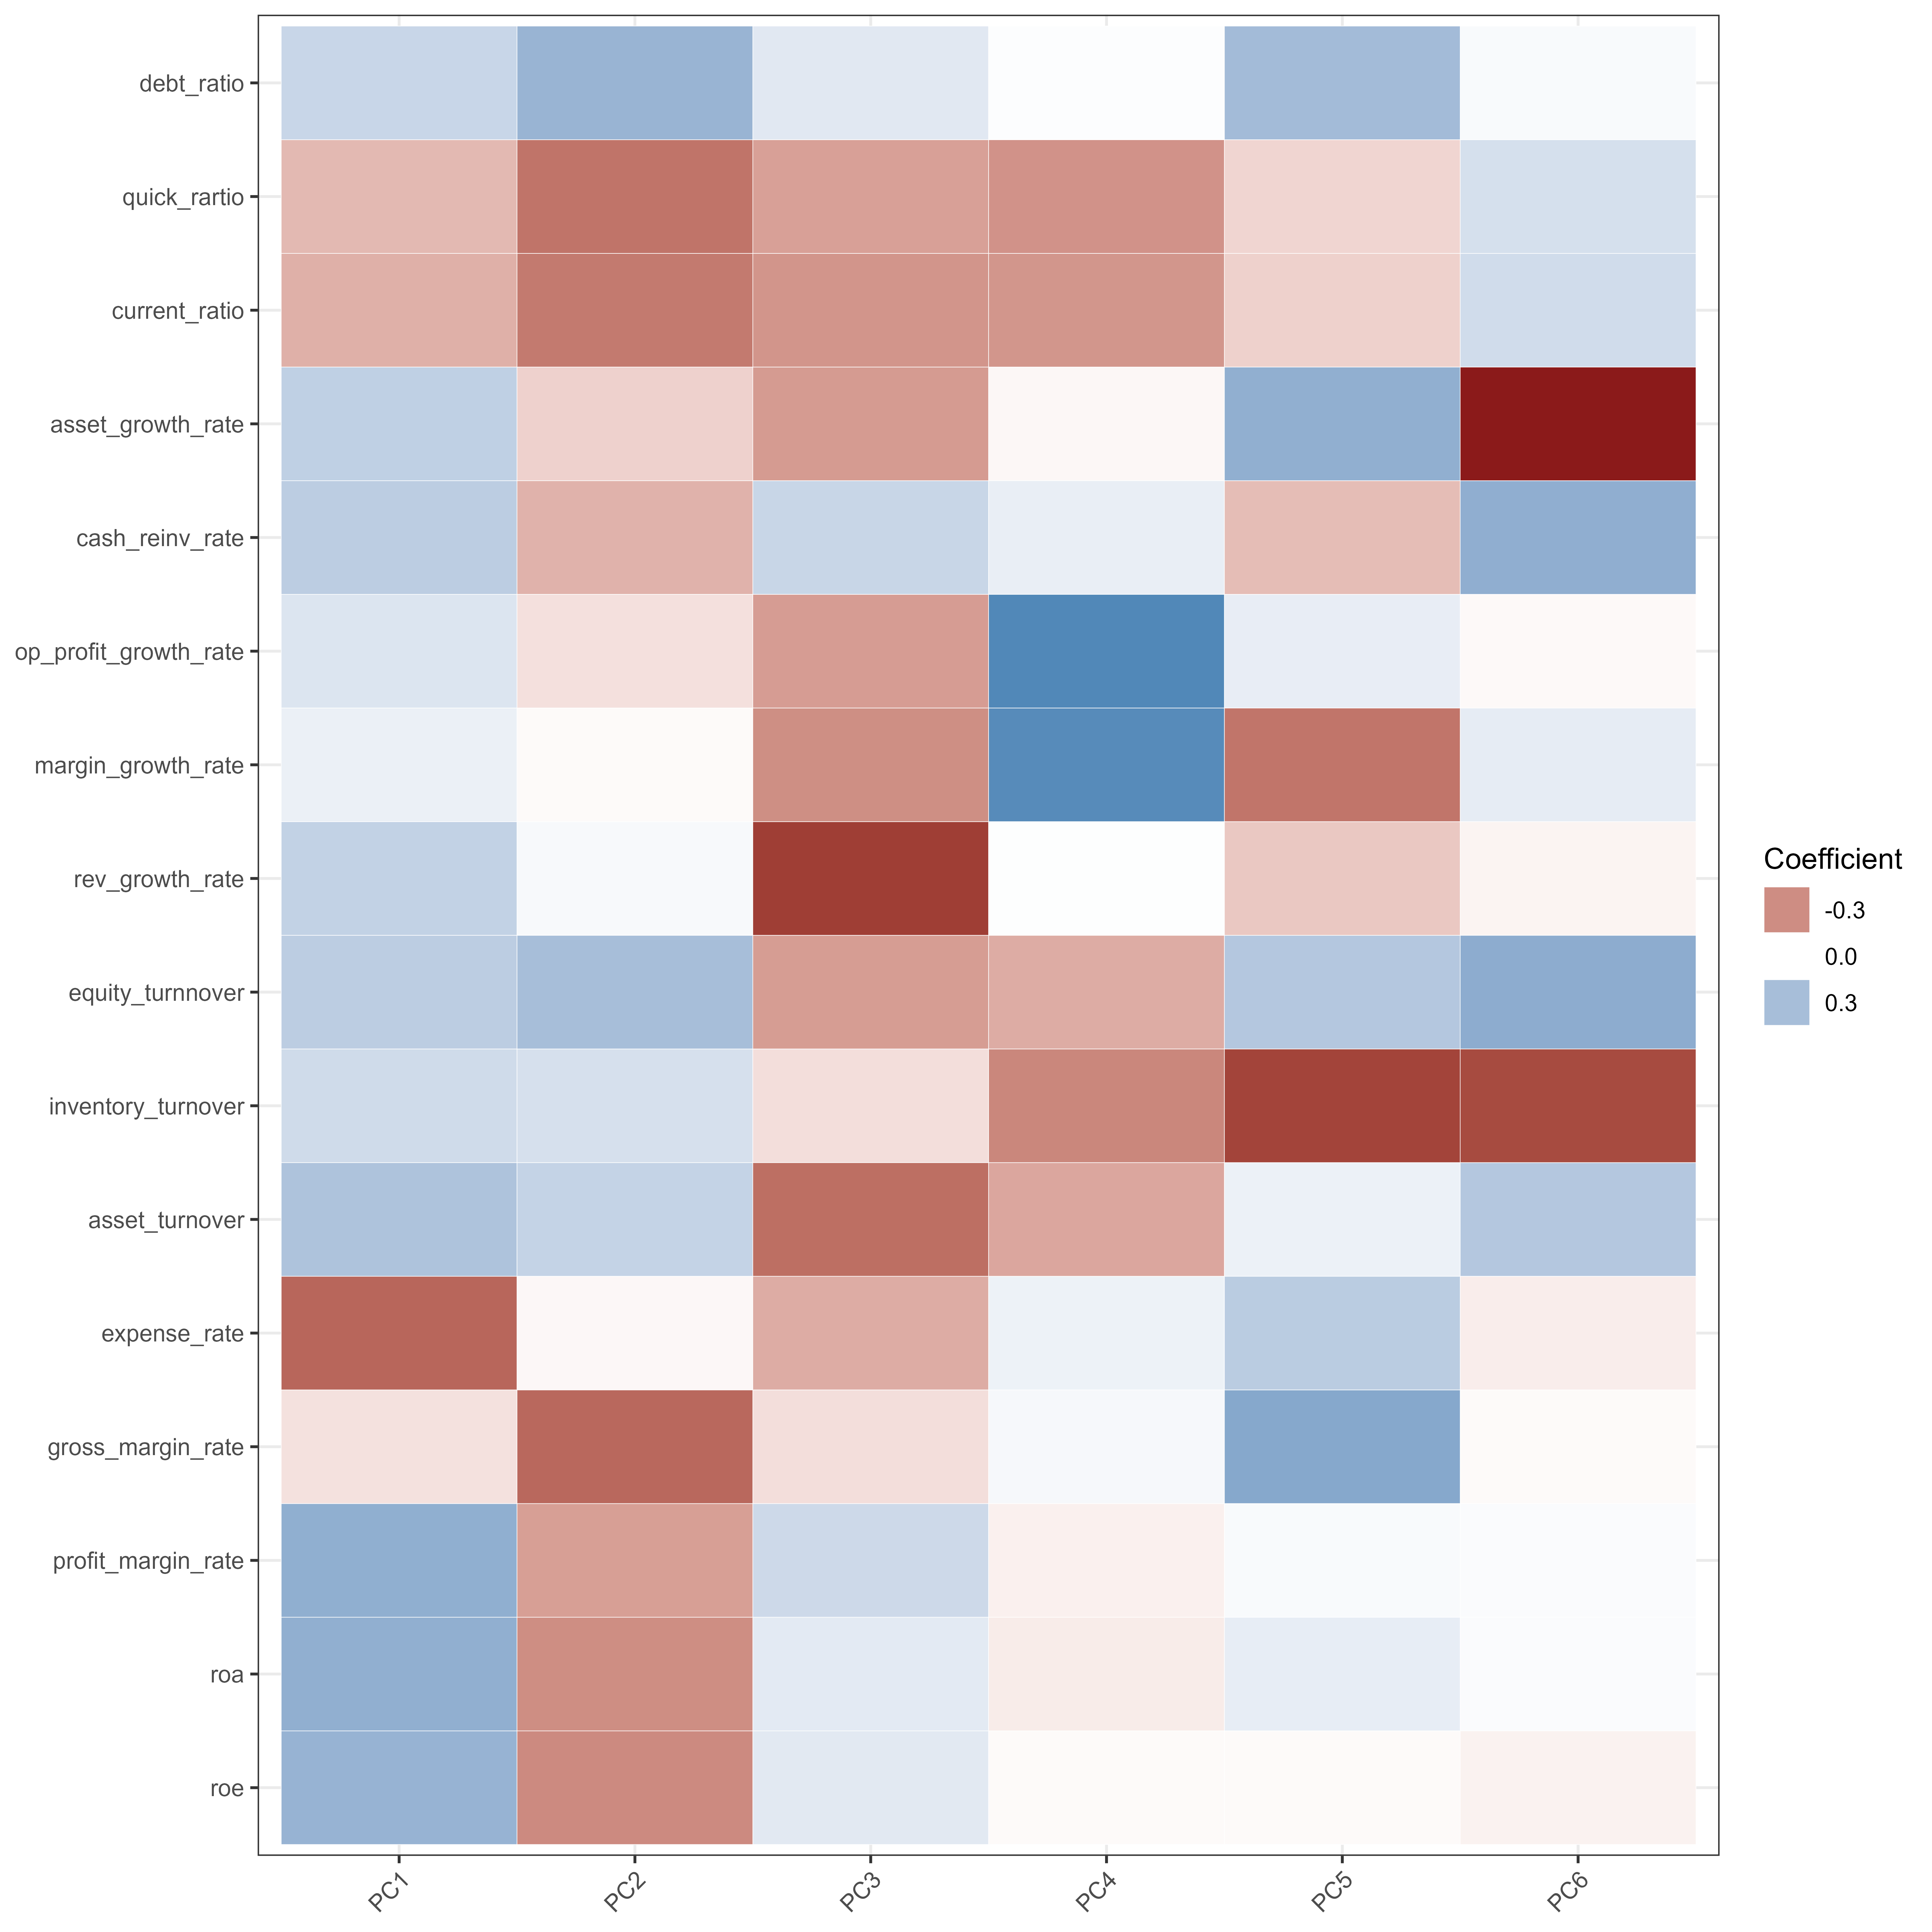 debt_ratio
quick_rartio
current_ratio
asset_growth_rate
cash_reinv_rate
op_profit_growth_rate
margin_growth_rate
rev_growth_rate
equity_turnnover
inventory_turnover
asset_turnover
expense_rate
gross_margin_rate
profit_margin_rate
roa
roe
PC1 PC2 PC3 PC4 PC5 PC6
Coefficient
-0.3
0.0
0.3